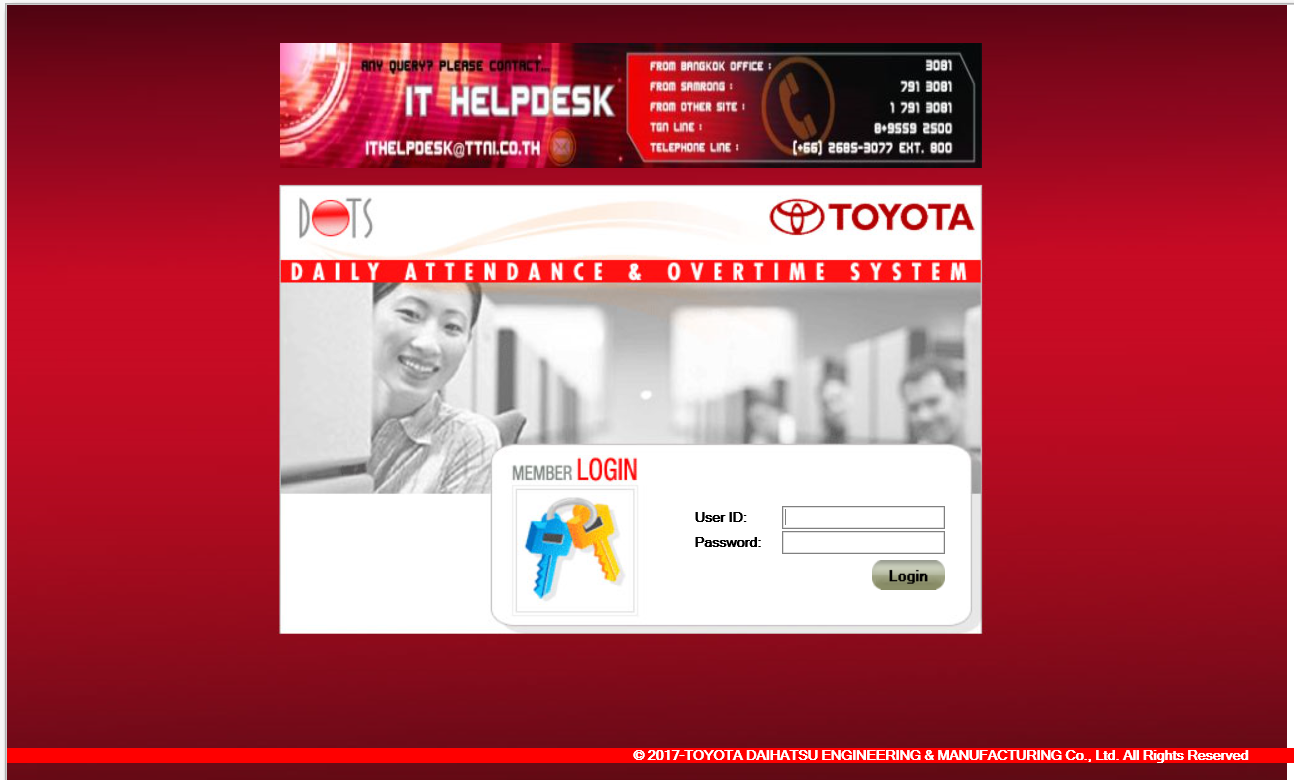 ANY QUERY? PLEASE CONTACT...
IT HELPDESK
ITHELPDESK@TTNI.CO.TH
FROM BANGKOK OFFICE : 3081
FROM SAMRONG : 791 3081
FROM OTHER SITE : 1 791 3081
TGN LINE : 8+9559 2500
TELEPHONE LINE : (+66) 2685-3077 EXT. 800
DOTS
TOYOTA
DAILY ATTENDANCE & OVERTIME SYSTEM
MEMBER LOGIN
User ID:
Password:
Login
© 2017-TOYOTA DAIHATSU ENGINEERING & MANUFACTURING Co., Ltd. All Rights Reserved